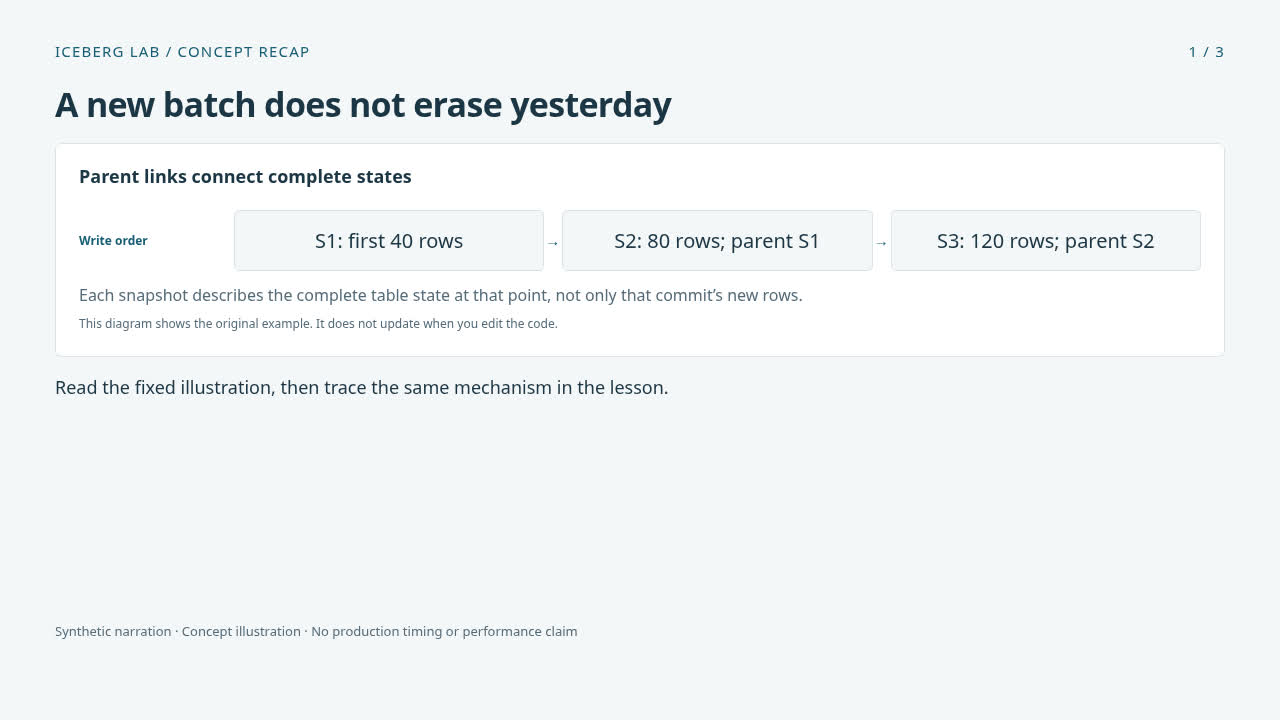 ICEBERG LAB / CONCEPT RECAP
1 / 3
A new batch does not erase yesterday
Parent links connect complete states
Write order
S1: first 40 rows
→
S2: 80 rows; parent S1
→
S3: 120 rows; parent S2
Each snapshot describes the complete table state at that point, not only that commit’s new rows.
This diagram shows the original example. It does not update when you edit the code.
Read the fixed illustration, then trace the same mechanism in the lesson.
Synthetic narration · Concept illustration · No production timing or performance claim